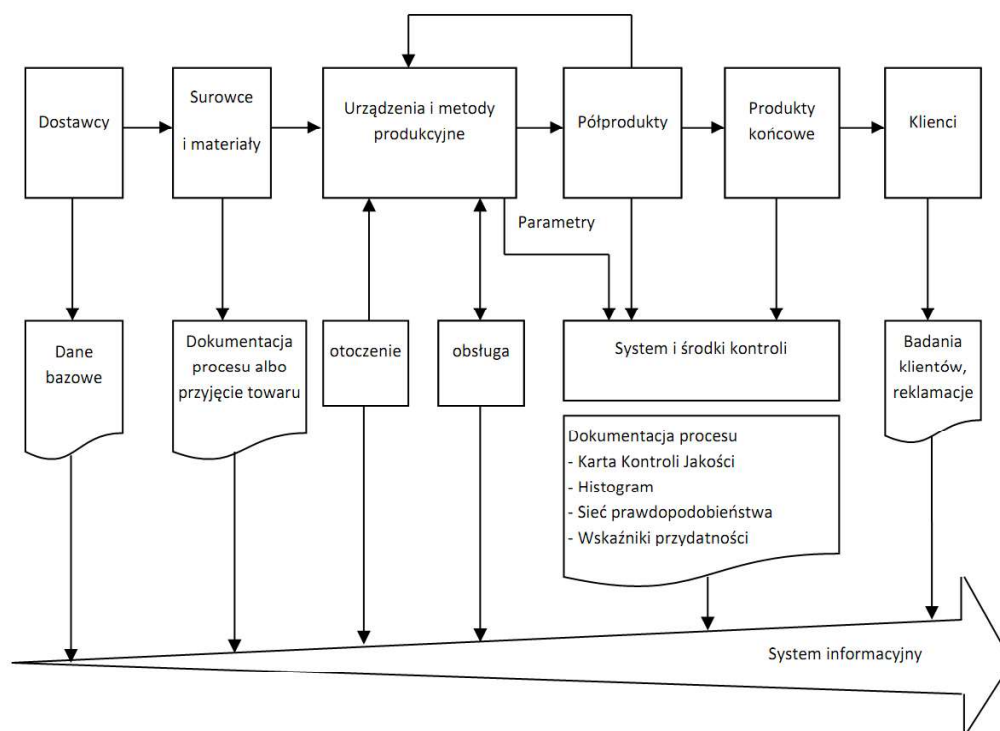 Dostawcy
Surowce
i materiały
Urządzenia i metody
produkcyjne
Półprodukty
Produkty
końcowe
Klienci
Parametry
Dane
bazowe
Dokumentacja
procesu albo
przyjęcie towaru
otoczenie
obsługa
System i środki kontroli
Badania
klientów,
reklamacje
Dokumentacja procesu
- Karta Kontroli Jakości
- Histogram
- Sieć prawdopodobieństwa
- Wskaźniki przydatności
System informacyjny